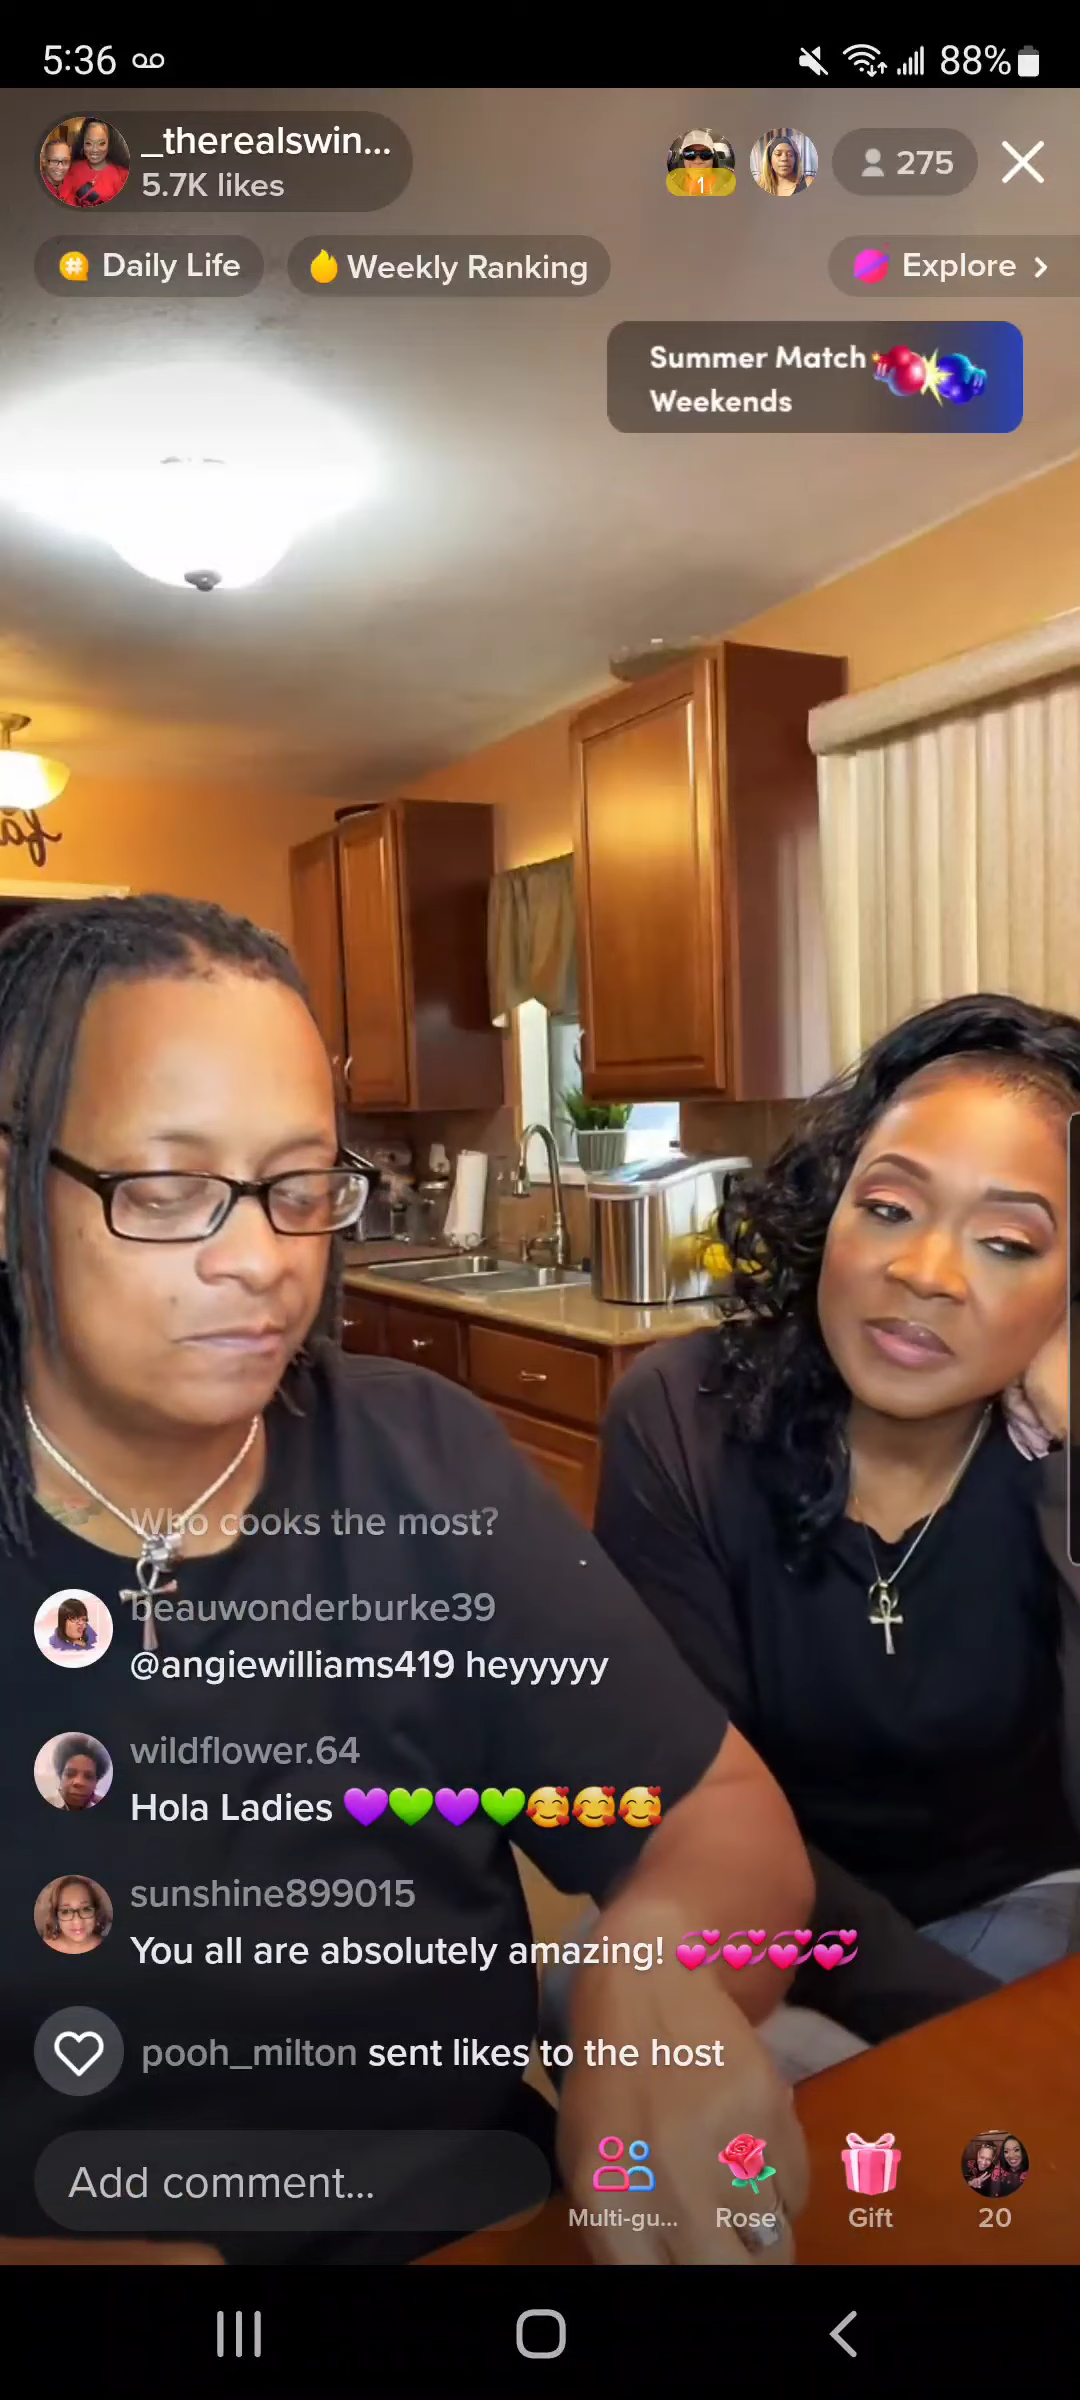 5:36
88%
_therealswin...
5.7K likes
1
275
Daily Life
Weekly Ranking
Explore
Summer Match
Weekends
Who cooks the most?
beauwonderburke39
@angiewilliams419 heyyyyy
wildflower.64
Hola Ladies 💜💚💜💚🥰🥰🥰
sunshine899015
You all are absolutely amazing! 💞💞💞💞
pooh_milton sent likes to the host
Add comment...
Multi-gu...
Rose
Gift
20